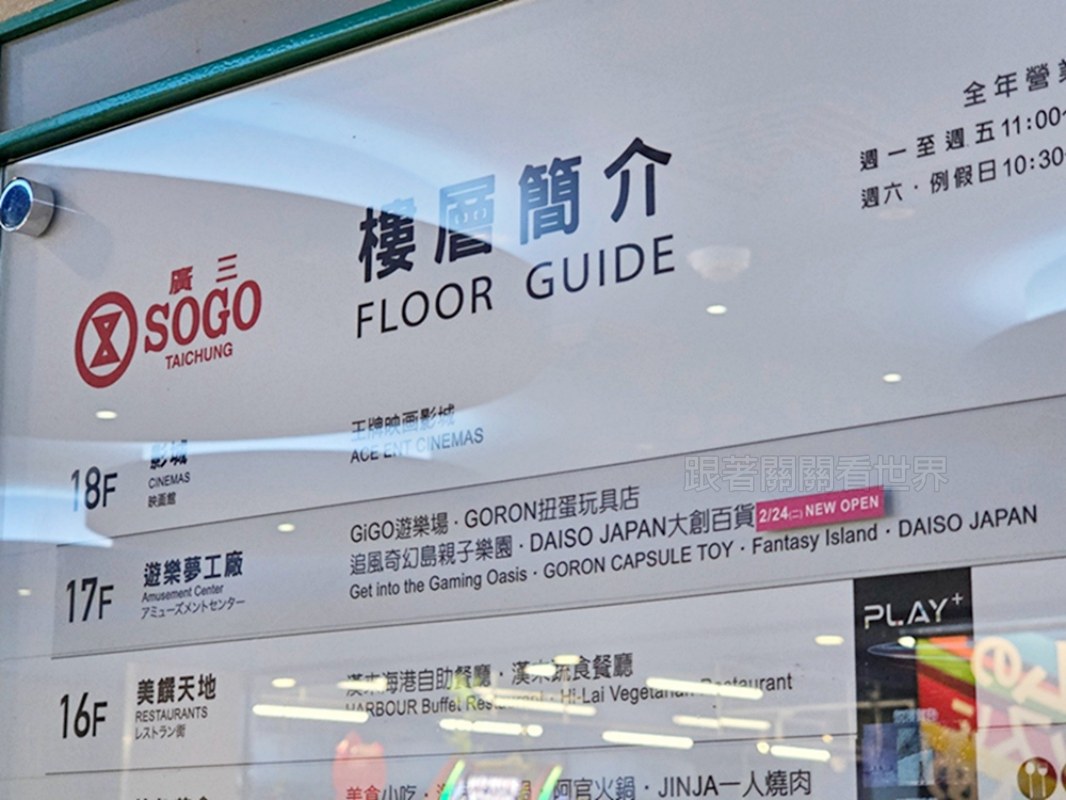 全年營業
週一至週五11:00~
週六·例假日10:30~
樓層簡介
FLOOR GUIDE
廣三
SOGO
TAICHUNG
18F
影城
CINEMAS
映画館
王牌映画影城
ACE ENT CINEMAS
跟著關關看世界
17F
遊樂夢工廠
Amusement Center
アミューズメントセンター
GiGO遊樂場·GORON扭蛋玩具店
追風奇幻島親子樂園·DAISO JAPAN大創百貨 2/24(二) NEW OPEN
Get into the Gaming Oasis·GORON CAPSULE TOY·Fantasy Island·DAISO JAPAN
PLAY+
16F
美饌天地
RESTAURANTS
レストラン街
漢來海港自助餐廳·漢來蔬食餐廳
HARBOUR Buffet Restaurant·Hi-Lai Vegetarian Restaurant
美食小吃· 阿官火鍋·JINJA一人燒肉